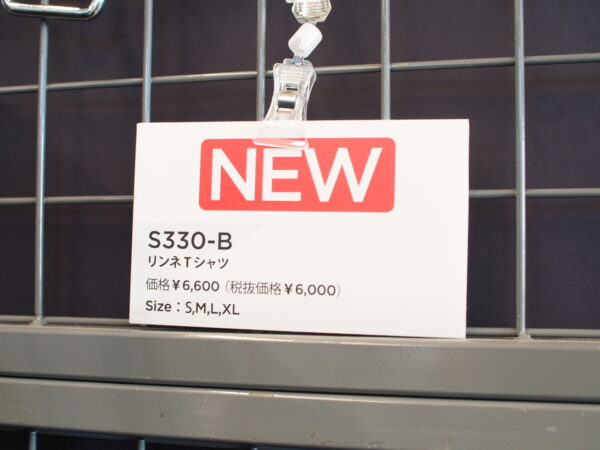 NEW
S330-B
リンネTシャツ
価格¥6,600（税抜価格¥6,000）
Size：S,M,L,XL